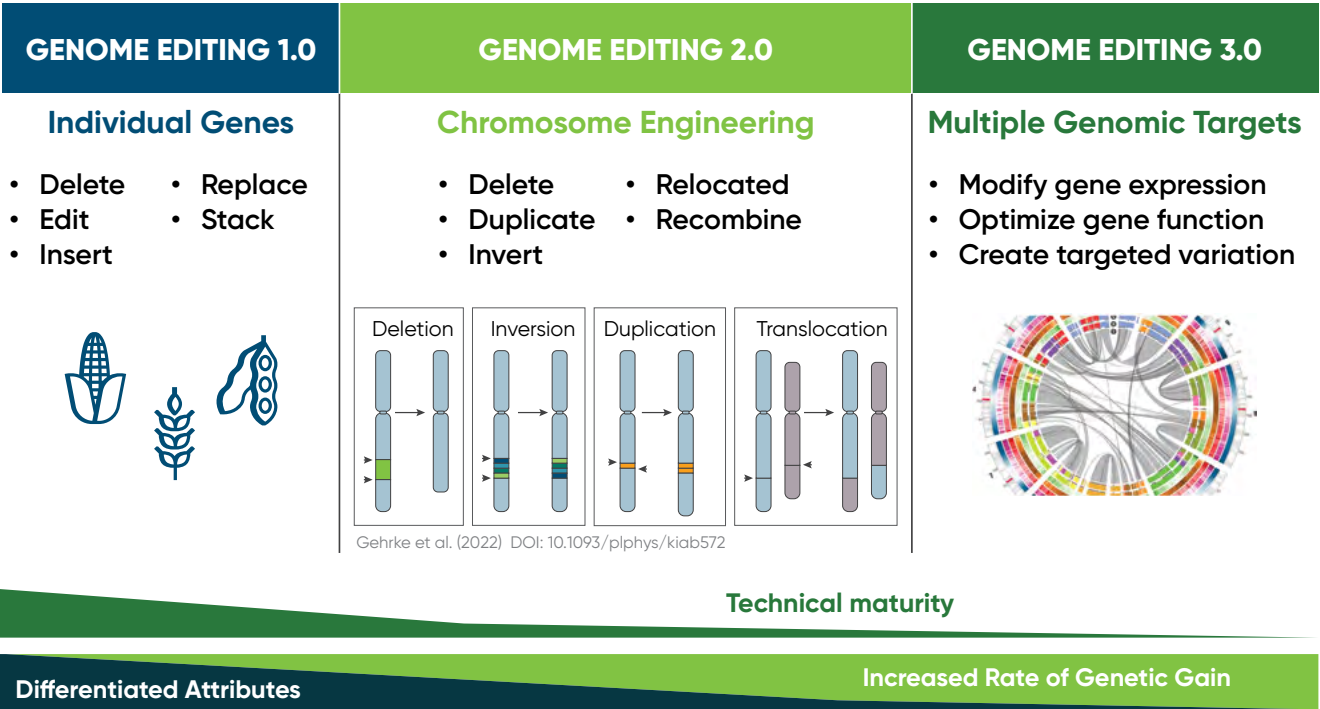 GENOME EDITING 1.0
GENOME EDITING 2.0
GENOME EDITING 3.0
Individual Genes
• Delete
• Edit
• Insert
• Replace
• Stack
Chromosome Engineering
• Delete
• Duplicate
• Invert
• Relocated
• Recombine
Multiple Genomic Targets
• Modify gene expression
• Optimize gene function
• Create targeted variation
Deletion
Inversion
Duplication
Translocation
Gehrke et al. (2022) DOI: 10.1093/plphys/kiab572
Technical maturity
Differentiated Attributes
Increased Rate of Genetic Gain